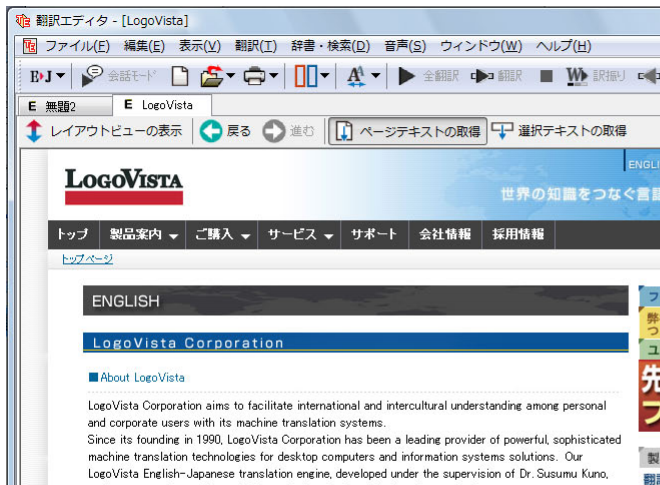 翻訳エディタ - [LogoVista]
ファイル(F) 編集(E) 表示(V) 翻訳(T) 辞書・検索(D) 音声(S) ウィンドウ(W) ヘルプ(H)
E›J 会話モード 全翻訳 翻訳 訳振り
E 無題2 E LogoVista
レイアウトビューの表示 戻る 進む ページテキストの取得 選択テキストの取得
ENGLI
LOGOVISTA
世界の知識をつなぐ言
トップ 製品案内 ご購入 サービス サポート 会社情報 採用情報
トップページ
ENGLISH
LogoVista Corporation
About LogoVista
LogoVista Corporation aims to facilitate international and intercultural understanding among personal
and corporate users with its machine translation systems.
Since its founding in 1990, LogoVista Corporation has been a leading provider of powerful, sophisticated
machine translation technologies for desktop computers and information systems solutions. Our
LogoVista English-Japanese translation engine, developed under the supervision of Dr. Susumu Kuno,
フ
弊
つ
ユ
先
フ
製
翻